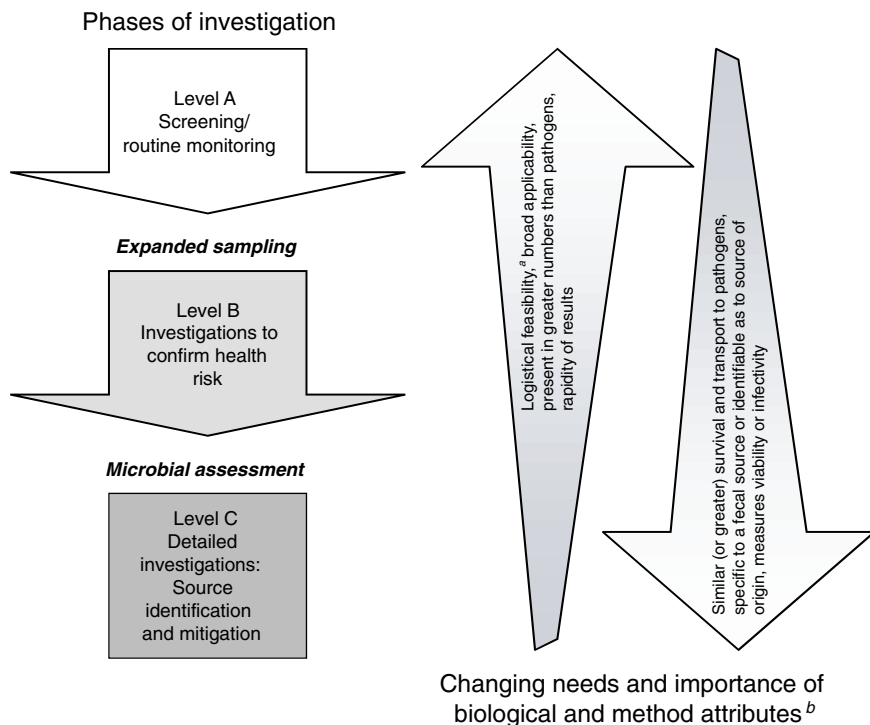 Phases of investigation
Level A
Screening/
routine monitoring
Expanded sampling
Level B
Investigations to
confirm health
risk
Microbial assessment
Level C
Detailed
investigations:
Source
identification
and mitigation
Logistical feasibility,a broad applicability,
present in greater numbers than pathogens,
rapidity of results
Similar (or greater) survival and transport to pathogens,
specific to a fecal source or identifiable as to source of
origin, measures viability or infectivity
Changing needs and importance of
biological and method attributes b